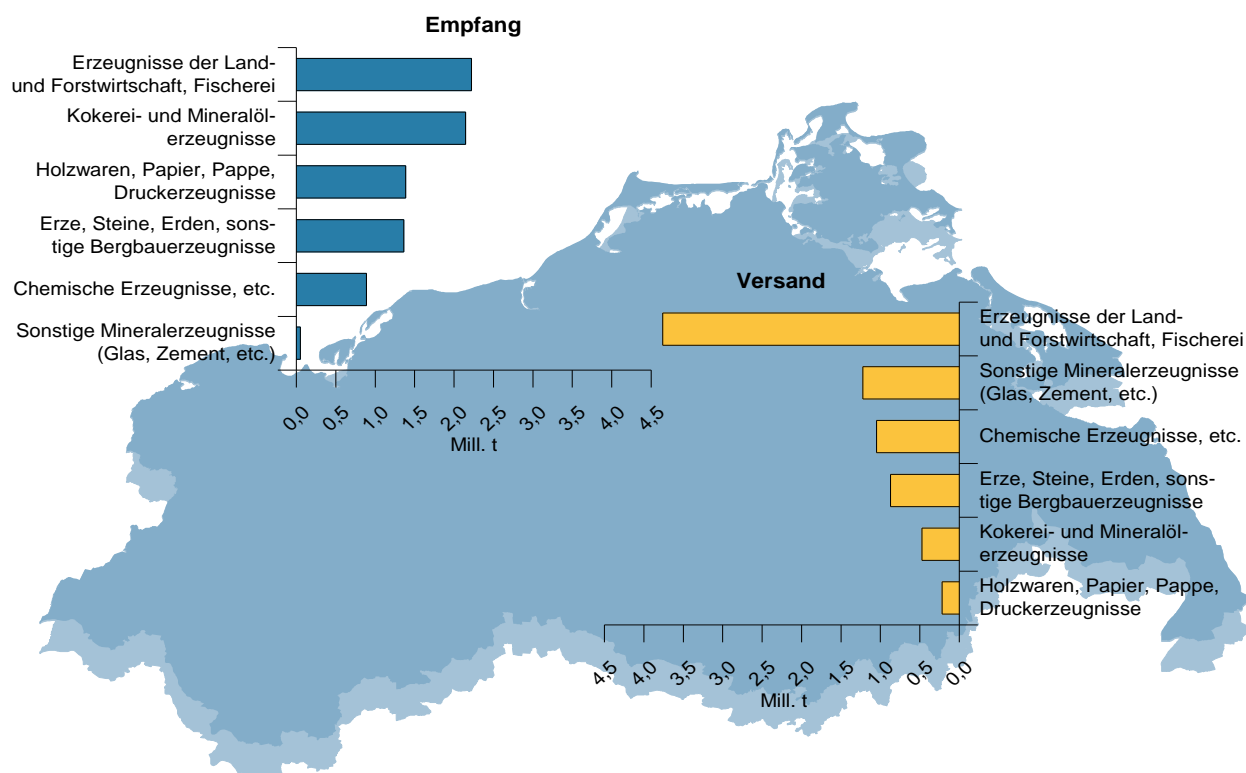 Empfang
Erzeugnisse der Land-
und Forstwirtschaft, Fischerei
Kokerei- und Mineralöl-
erzeugnisse
Holzwaren, Papier, Pappe,
Druckerzeugnisse
Erze, Steine, Erden, sons-
tige Bergbauerzeugnisse
Chemische Erzeugnisse, etc.
Sonstige Mineralerzeugnisse
(Glas, Zement, etc.)
0,0 0,5 1,0 1,5 2,0 2,5 3,0 3,5 4,0 4,5
Mill. t
Versand
Erzeugnisse der Land-
und Forstwirtschaft, Fischerei
Sonstige Mineralerzeugnisse
(Glas, Zement, etc.)
Chemische Erzeugnisse, etc.
Erze, Steine, Erden, sons-
tige Bergbauerzeugnisse
Kokerei- und Mineralöl-
erzeugnisse
Holzwaren, Papier, Pappe,
Druckerzeugnisse
4,5 4,0 3,5 3,0 2,5 2,0 1,5 1,0 0,5 0,0
Mill. t